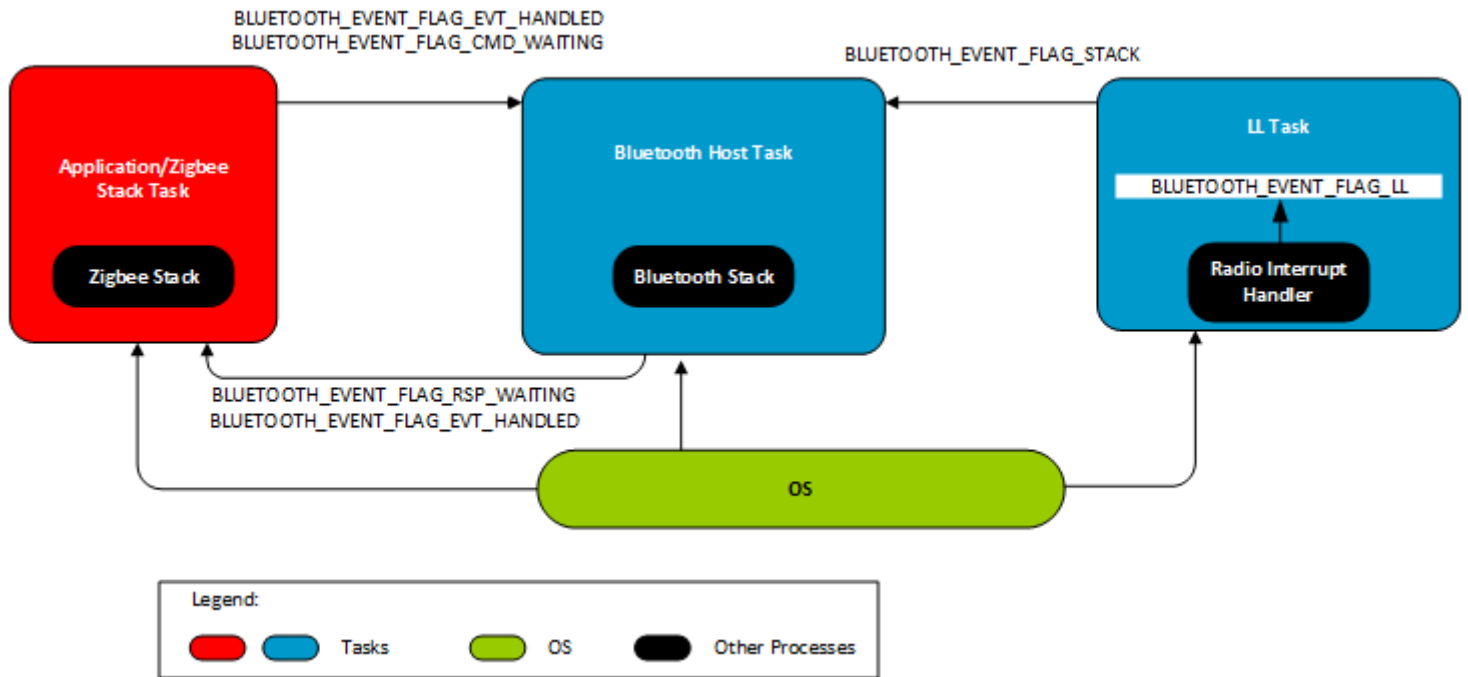 BLUETOOTH_EVENT_FLAG_EVT_HANDLED
BLUETOOTH_EVENT_FLAG_CMD_WAITING
BLUETOOTH_EVENT_FLAG_STACK
Application/Zigbee
Stack Task
Zigbee Stack
Bluetooth Host Task
Bluetooth Stack
LL Task
BLUETOOTH_EVENT_FLAG_LL
Radio Interrupt
Handler
BLUETOOTH_EVENT_FLAG_RSP_WAITING
BLUETOOTH_EVENT_FLAG_EVT_HANDLED
OS
Legend:
Tasks
OS
Other Processes